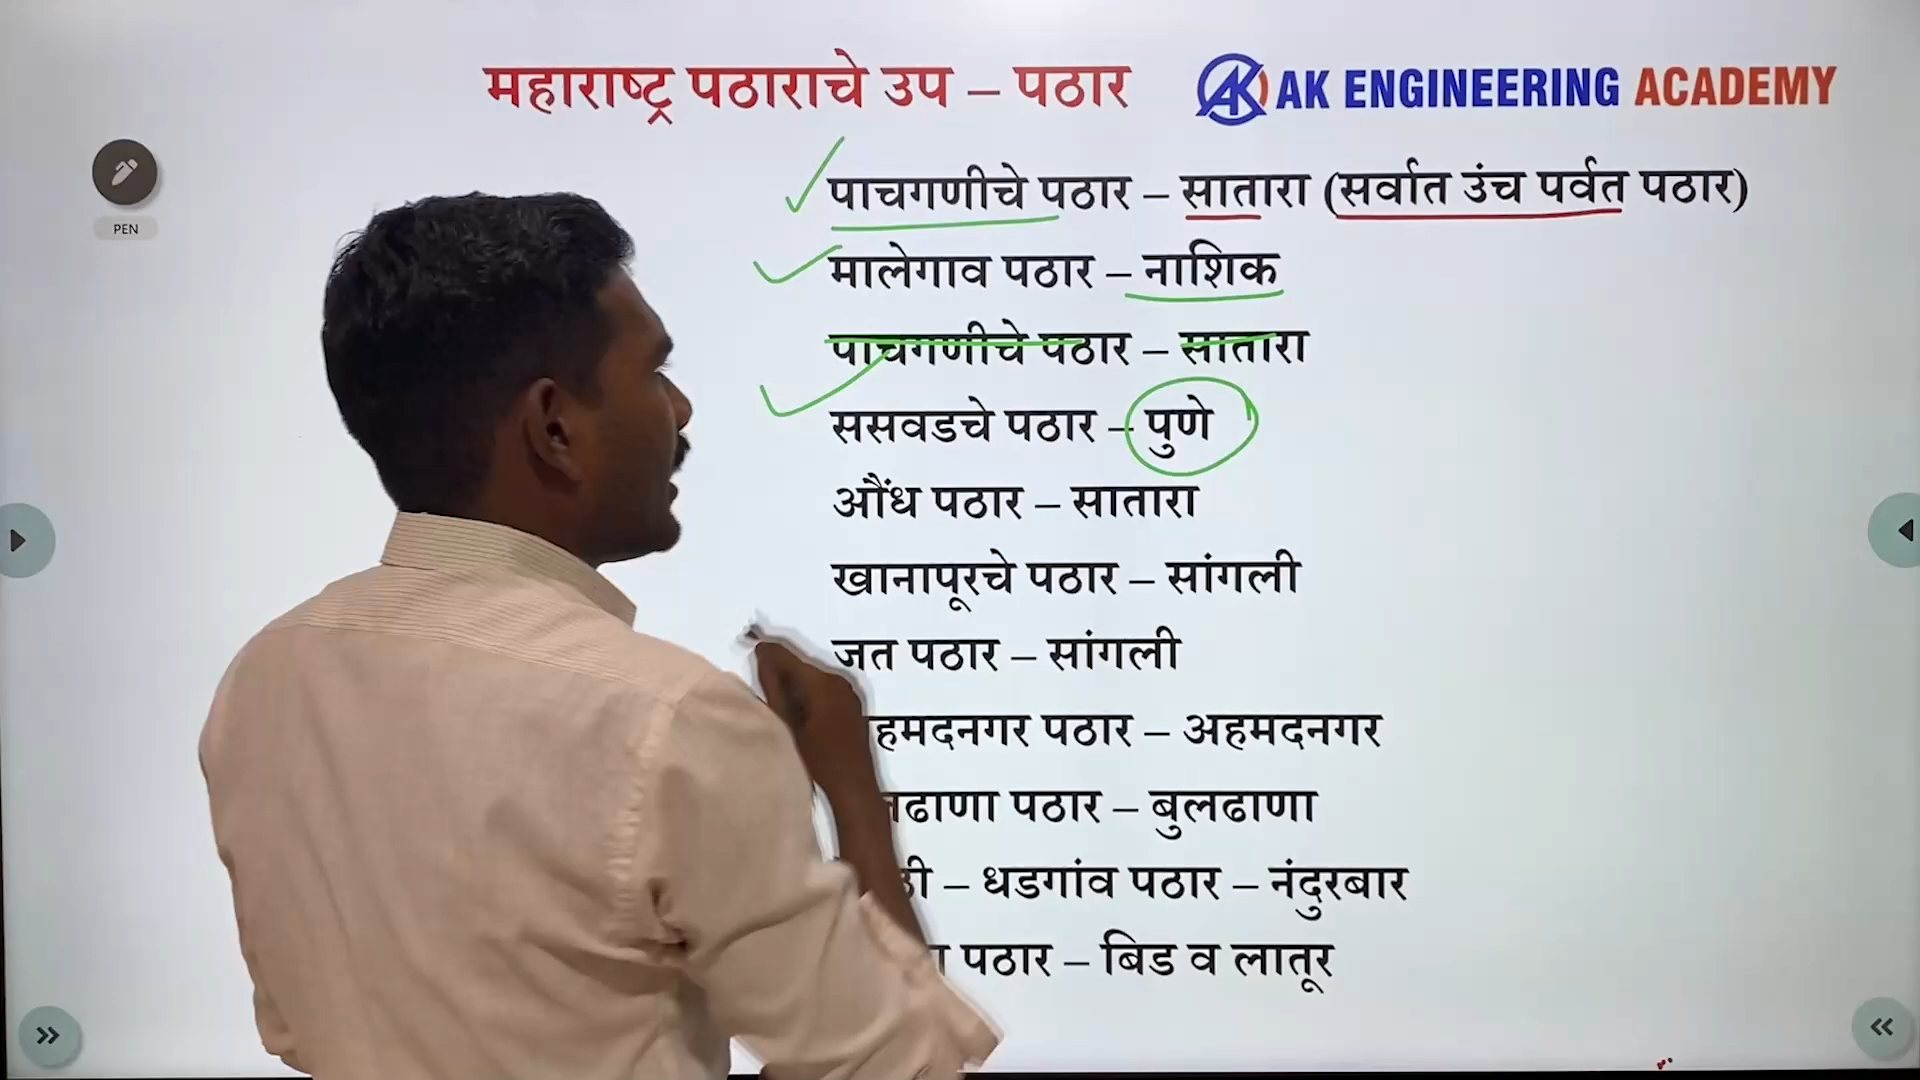 महाराष्ट्र पठाराचे उप – पठार
AK ENGINEERING ACADEMY
PEN
पाचगणीचे पठार – सातारा (सर्वात उंच पर्वत पठार)
मालेगाव पठार – नाशिक
पाचगणीचे पठार – सातारा
ससवडचे पठार – पुणे
औंध पठार – सातारा
खानापूरचे पठार – सांगली
जत पठार – सांगली
पठार – अहमदनगर
पठार – बुलढाणा
– धडगांव पठार – नंदुरबार
पठार – बिड व लातूर